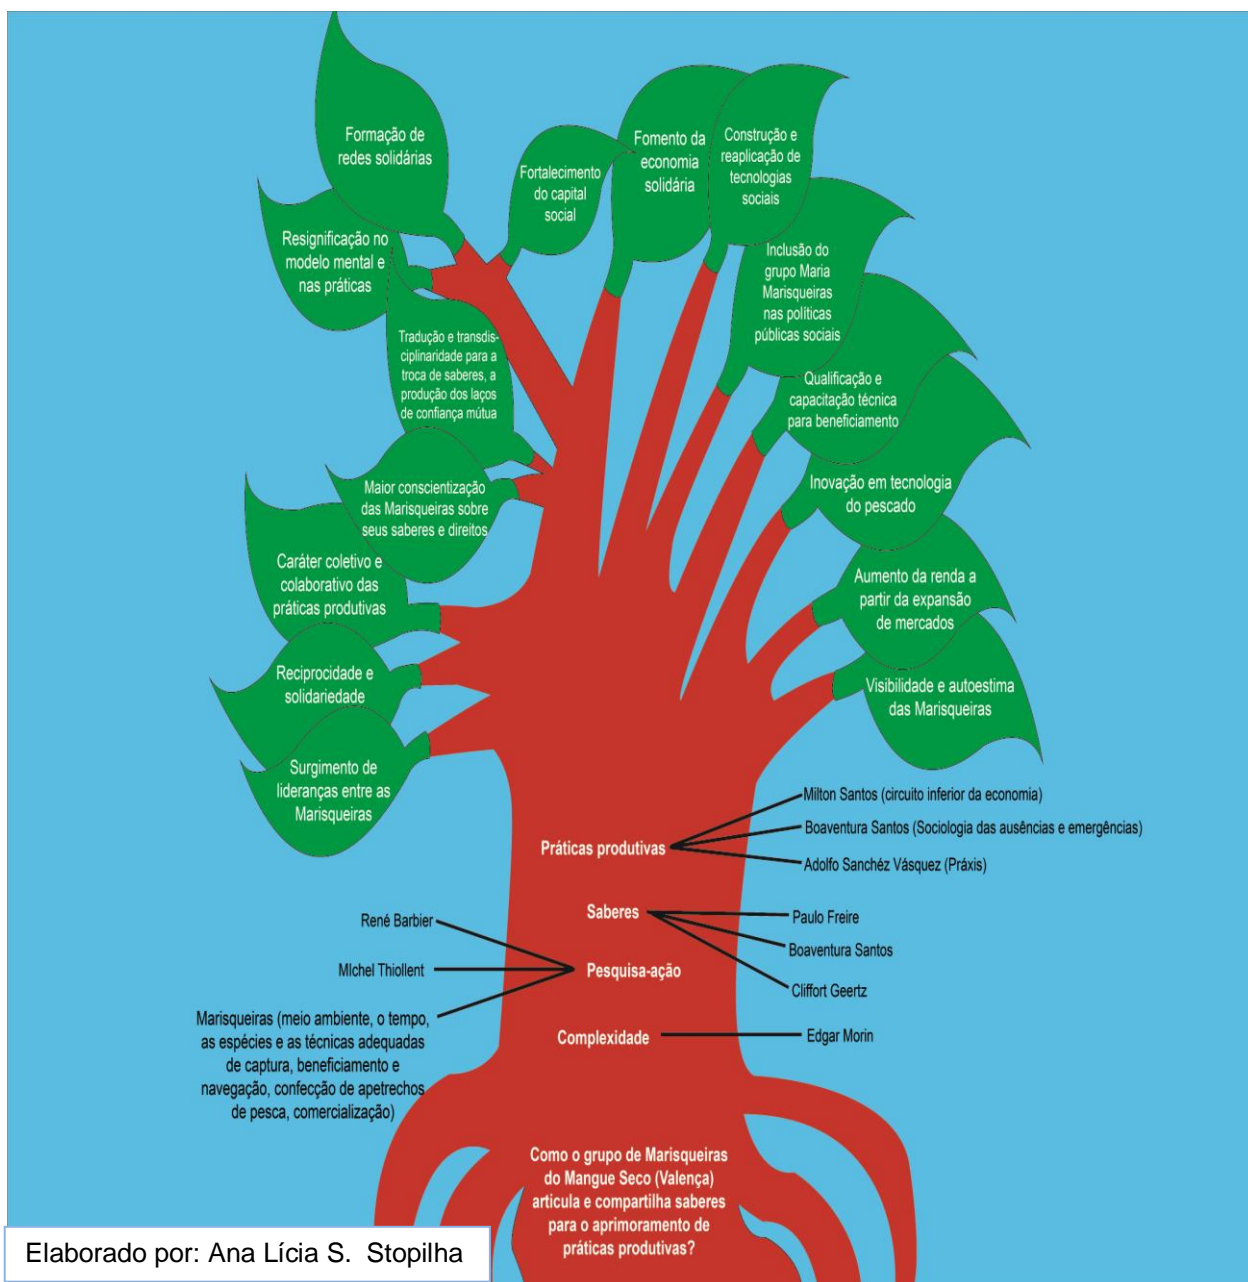 Formação de
redes solidárias
Fortalecimento
do capital
social
Fomento da
economia
solidária
Construção e
reaplicação de
tecnologias
sociais
Resignificação no
modelo mental e
nas práticas
Inclusão do
grupo Maria
Marisqueiras
nas políticas
públicas sociais
Tradução e transdis-
ciplinaridade para a
troca de saberes, a
produção dos laços
de confiança mútua
Qualificação e
capacitação técnica
para beneficiamento
Maior conscientização
das Marisqueiras sobre
seus saberes e direitos
Inovação em tecnologia
do pescado
Caráter coletivo e
colaborativo das
práticas produtivas
Aumento da renda a
partir da expansão
de mercados
Reciprocidade e
solidariedade
Visibilidade e autoestima
das Marisqueiras
Surgimento de
lideranças entre as
Marisqueiras
Práticas produtivas
Milton Santos (circuito inferior da economia)
Boaventura Santos (Sociologia das ausências e emergências)
Adolfo Sanchéz Vásquez (Práxis)
Saberes
Paulo Freire
Boaventura Santos
Cliffort Geertz
René Barbier
MIchel Thiollent
Marisqueiras (meio ambiente, o tempo,
as espécies e as técnicas adequadas
de captura, beneficiamento e
navegação, confecção de apetrechos
de pesca, comercialização)
Pesquisa-ação
Complexidade
Edgar Morin
Como o grupo de Marisqueiras
do Mangue Seco (Valença)
articula e compartilha saberes
para o aprimoramento de
práticas produtivas?
Elaborado por: Ana Lícia S. Stopilha